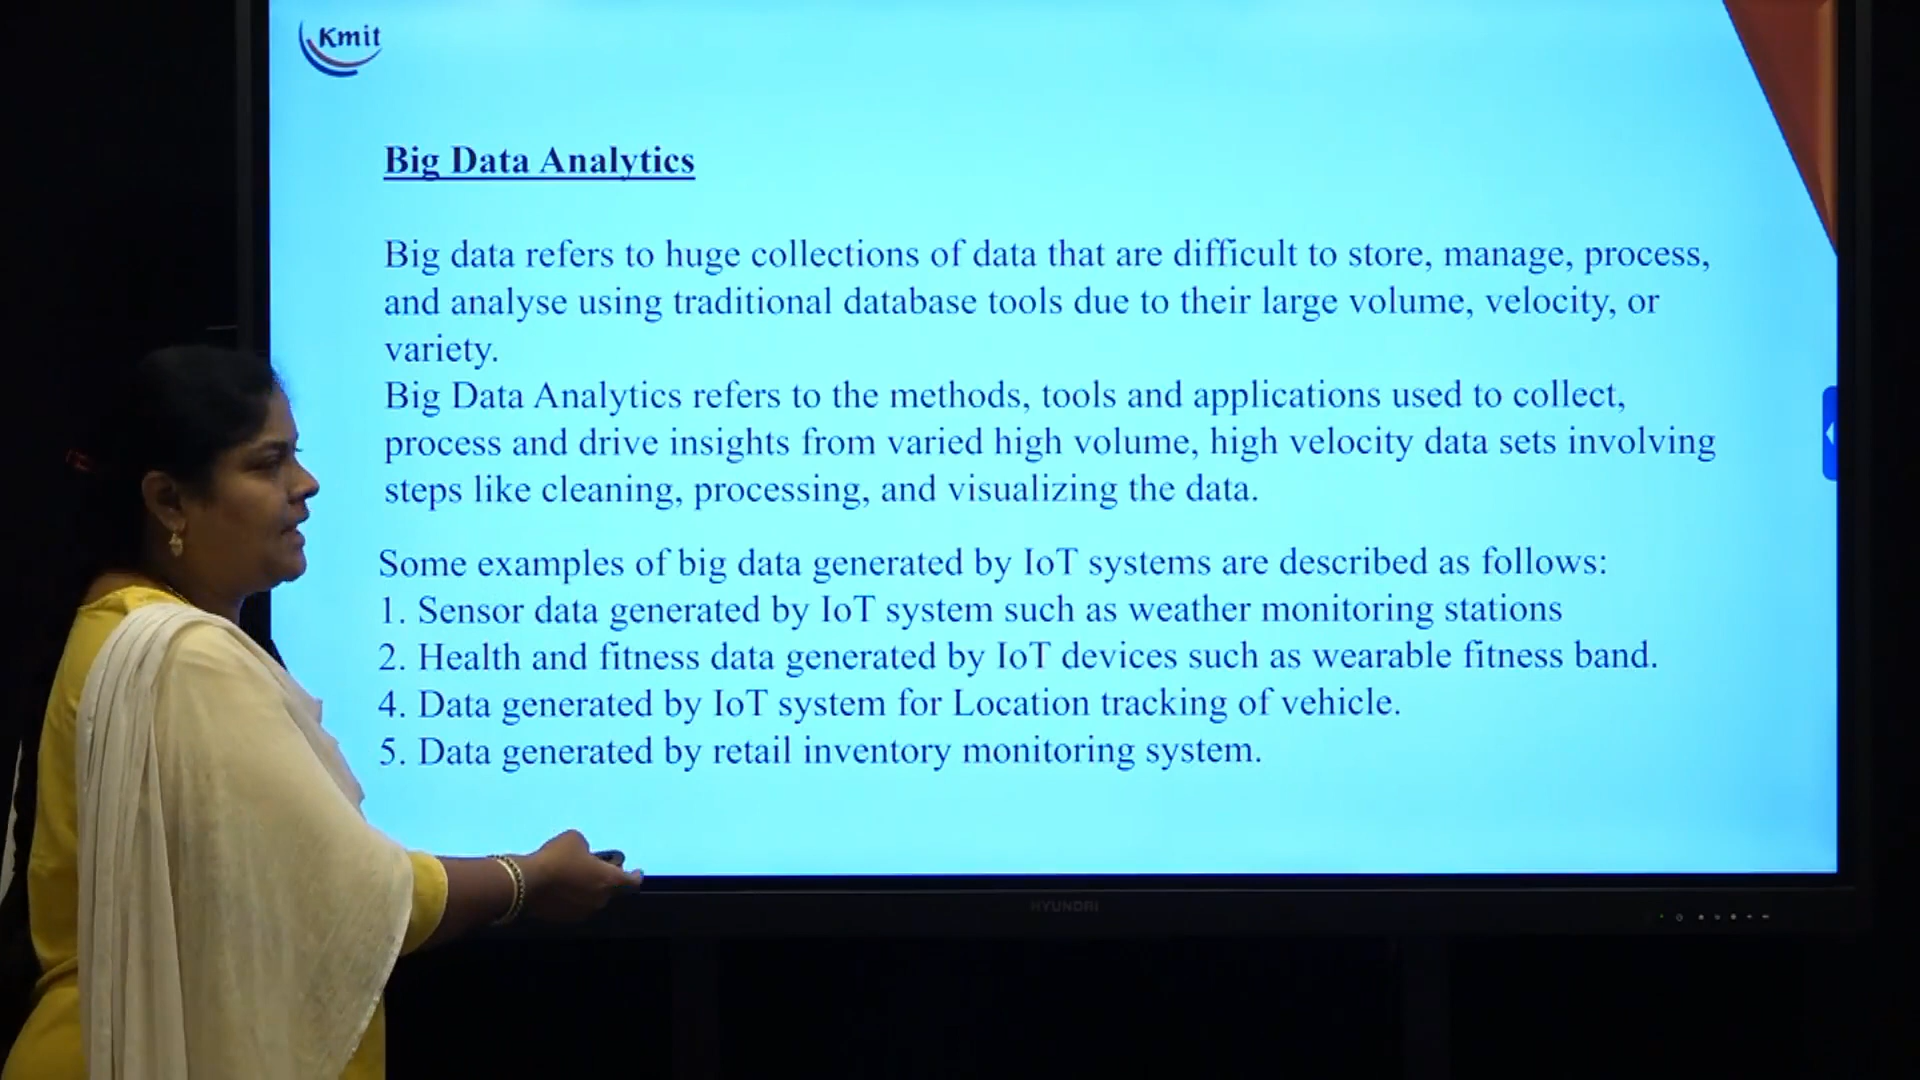 Kmit
Big Data Analytics
Big data refers to huge collections of data that are difficult to store, manage, process,
and analyse using traditional database tools due to their large volume, velocity, or
variety.
Big Data Analytics refers to the methods, tools and applications used to collect,
process and drive insights from varied high volume, high velocity data sets involving
steps like cleaning, processing, and visualizing the data.
Some examples of big data generated by IoT systems are described as follows:
1. Sensor data generated by IoT system such as weather monitoring stations
2. Health and fitness data generated by IoT devices such as wearable fitness band.
4. Data generated by IoT system for Location tracking of vehicle.
5. Data generated by retail inventory monitoring system.
HYUNDAI